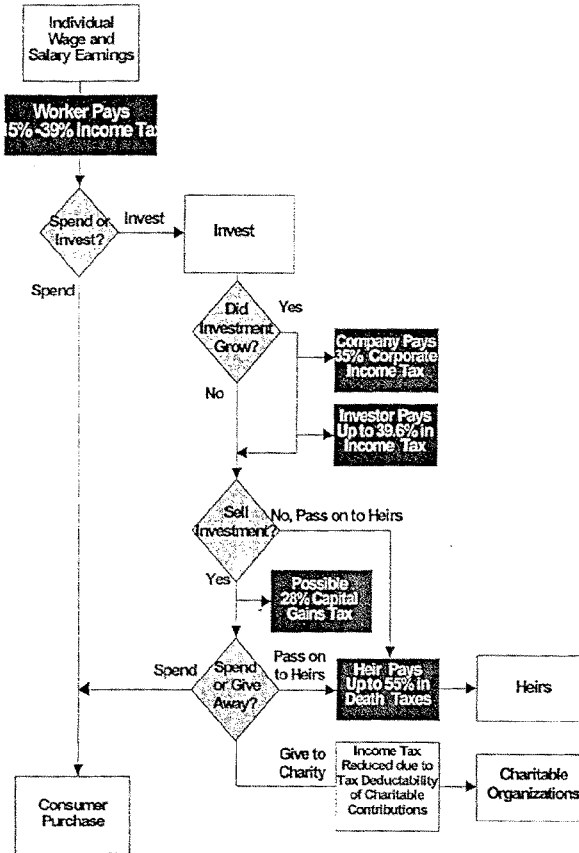 Individual
Wage and
Salary Earnings
Worker Pays
5% -39% Income Tax
Spend or
Invest?
Invest
Invest
Spend
Did
Investment
Grow?
Yes
Company Pays
35% Corporate
Income Tax
No
Investor Pays
Up to 39.6% in
Income Tax
Sell
Investment?
No, Pass on to Heirs
Yes
Possible
28% Capital
Gains Tax
Spend
Spend
or Give
Away?
Pass on
to Heirs
Heir Pays
Up to 55% in
Death Taxes
Heirs
Give to
Charity
Income Tax
Reduced due to
Tax Deductability
of Charitable
Contributions
Charitable
Organizations
Consumer
Purchase